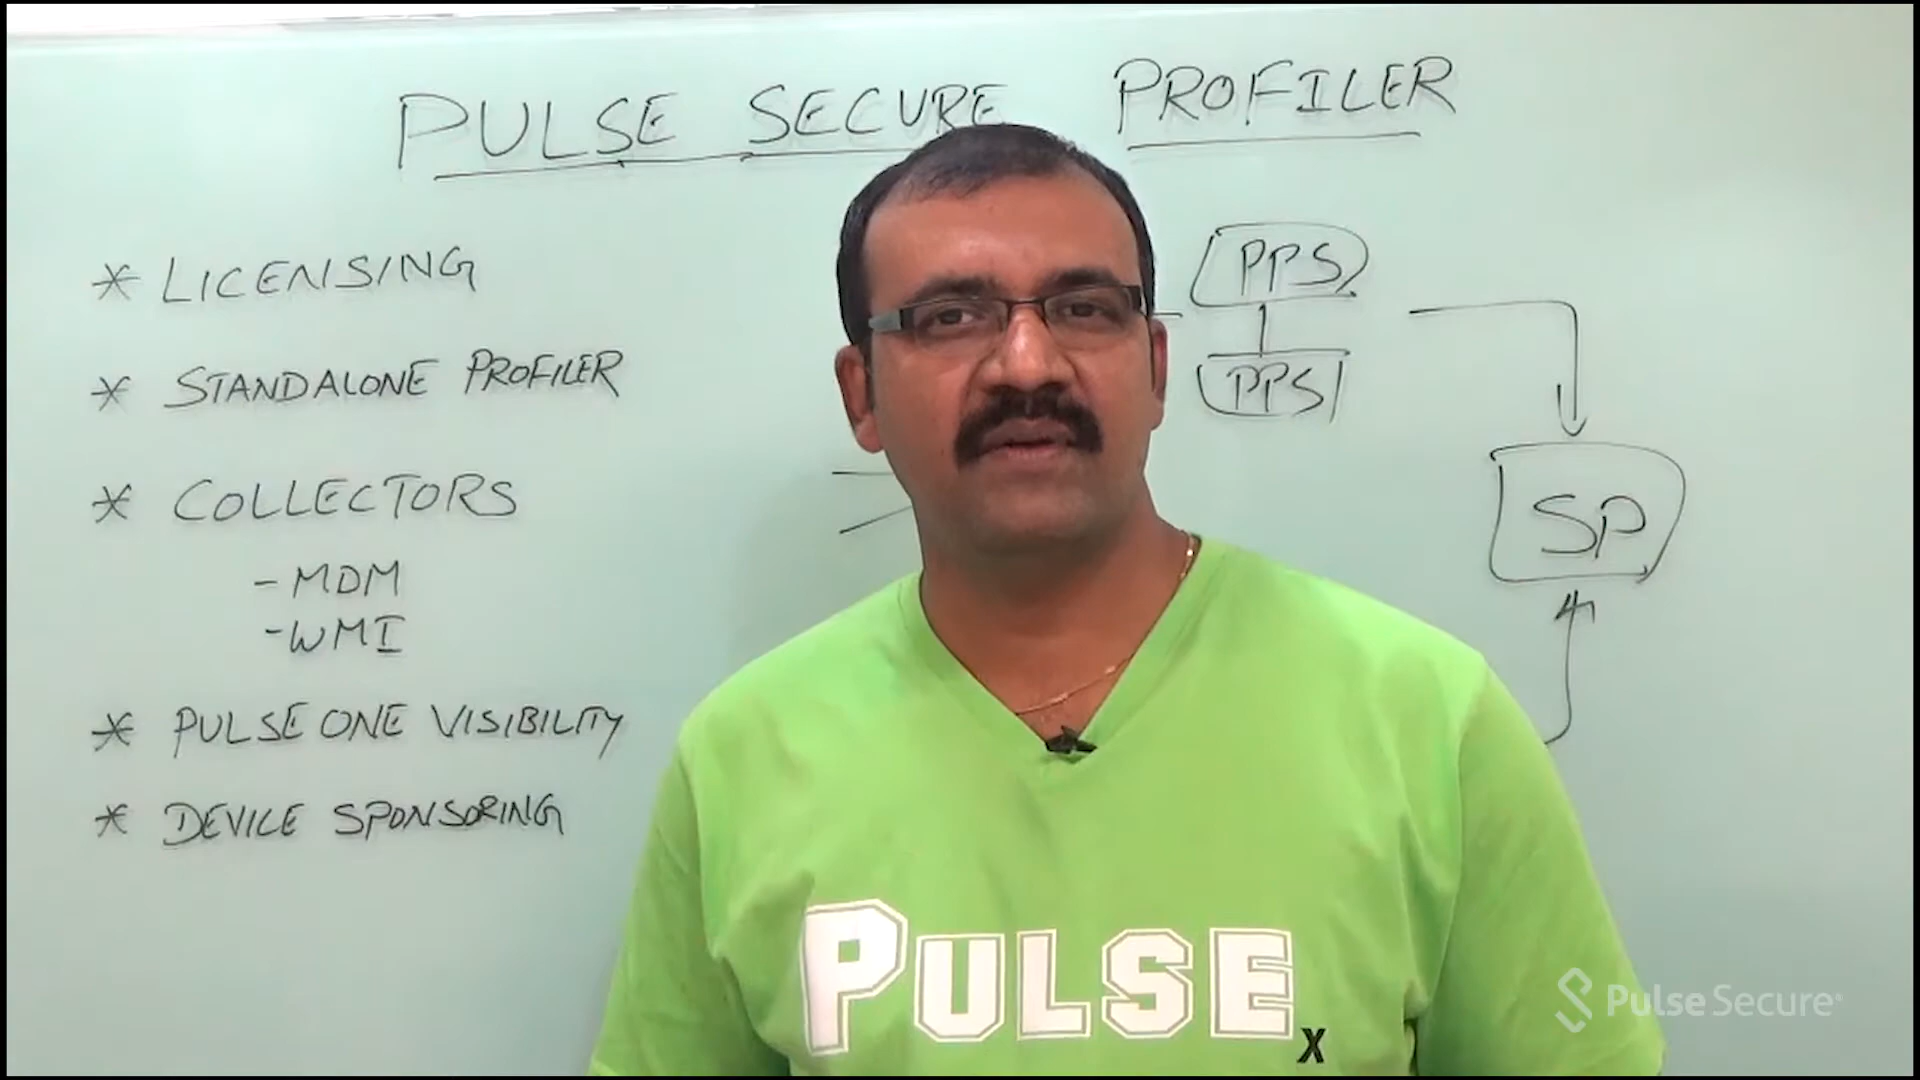 PULSE SECURE PROFILER
* LICENSING
* STANDALONE PROFILER
* COLLECTORS
- MDM
- WMI
* PULSE ONE VISIBILITY
* DEVICE SPONSORING
PPS
PPS
SP
PULSE
x
Pulse Secure®